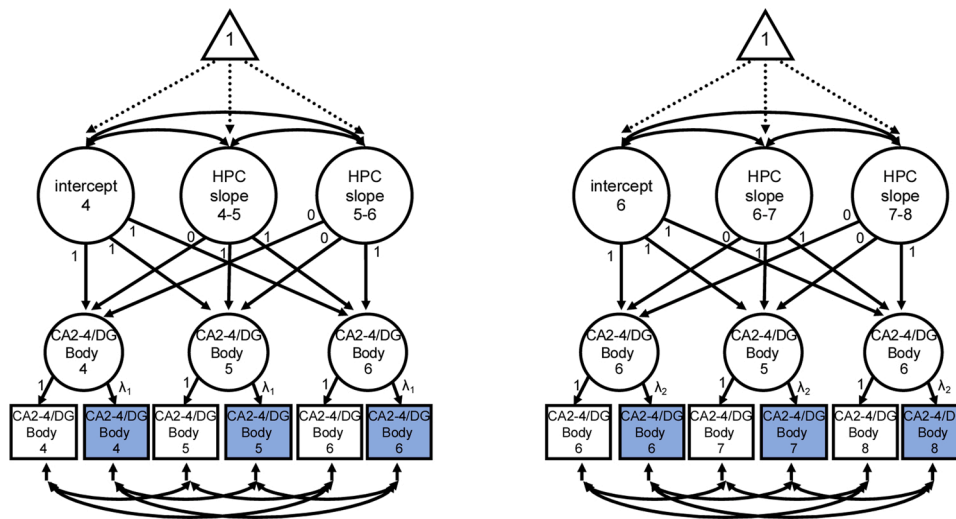 1
1
intercept
4
HPC
slope
4-5
HPC
slope
5-6
intercept
6
HPC
slope
6-7
HPC
slope
7-8
1 1 1 0 1 1 0 0 1
1 1 1 0 1 1 0 0 1
CA2-4/DG
Body
4
CA2-4/DG
Body
5
CA2-4/DG
Body
6
CA2-4/DG
Body
6
CA2-4/DG
Body
5
CA2-4/DG
Body
6
1 λ₁ 1 λ₁ 1 λ₁
1 λ₂ 1 λ₂ 1 λ₂
CA2-4/DG
Body
4
CA2-4/DG
Body
4
CA2-4/DG
Body
5
CA2-4/DG
Body
5
CA2-4/DG
Body
6
CA2-4/DG
Body
6
CA2-4/DG
Body
6
CA2-4/DG
Body
6
CA2-4/DG
Body
7
CA2-4/DG
Body
7
CA2-4/DG
Body
8
CA2-4/DG
Body
8